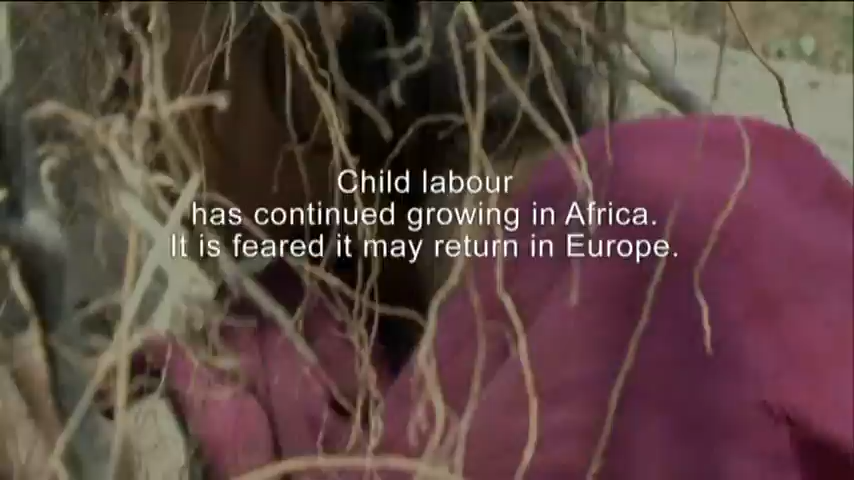 Child labour
has continued growing in Africa.
It is feared it may return in Europe.